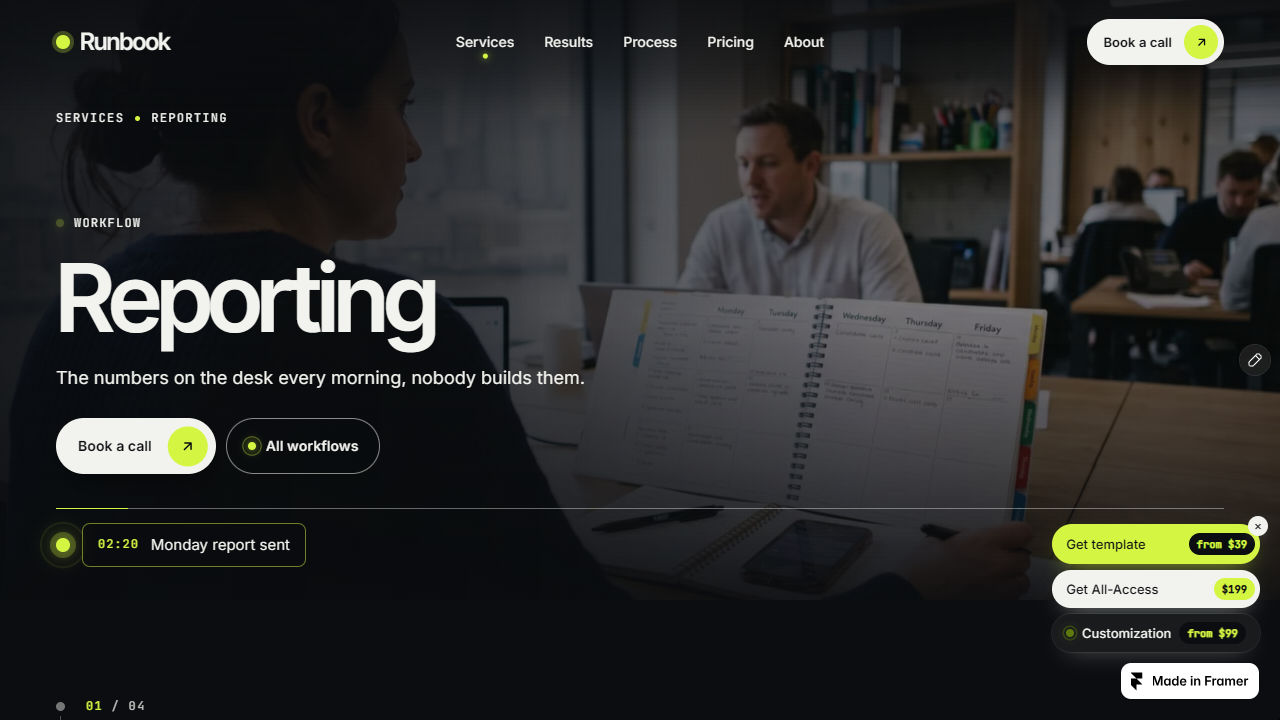 Runbook
Services
Results
Process
Pricing
About
Book a call
SERVICES • REPORTING
WORKFLOW
Reporting
The numbers on the desk every morning, nobody builds them.
Book a call
All workflows
Monday
Tuesday
Wednesday
Thursday
Friday
02:20 Monday report sent
Get template from $39
Get All-Access $199
Customization from $99
Made in Framer
01 / 04